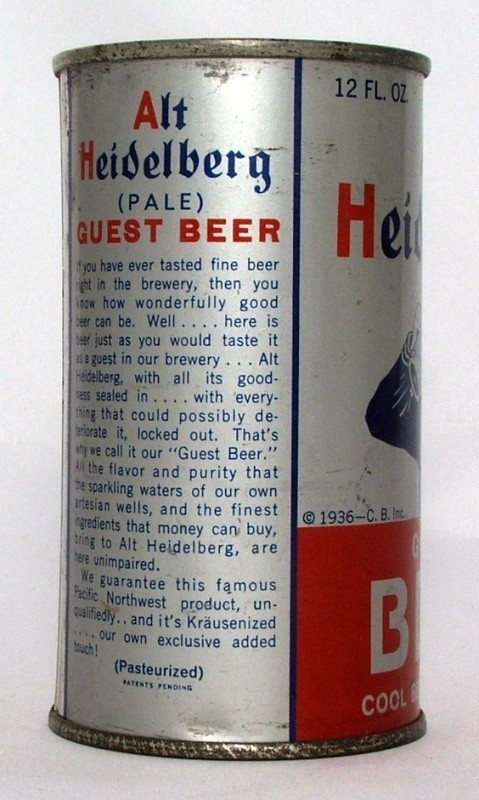 Alt
Heidelberg
(PALE)
GUEST BEER
If you have ever tasted fine beer
right in the brewery, then you
know how wonderfully good
beer can be. Well . . . . here is
beer just as you would taste it
as a guest in our brewery . . . Alt
Heidelberg, with all its good-
ness sealed in . . . . with every-
thing that could possibly de-
teriorate it, locked out. That's
why we call it our "Guest Beer."
All the flavor and purity that
the sparkling waters of our own
artesian wells, and the finest
ingredients that money can buy,
bring to Alt Heidelberg, are
here unimpaired.
We guarantee this famous
Pacific Northwest product, un-
qualifiedly . . and it's Kräusenized
. . . . our own exclusive added
touch!
(Pasteurized)
PATENTS PENDING
12 FL. OZ.
Hei
© 1936–C. B. Inc.
G
B
COOL